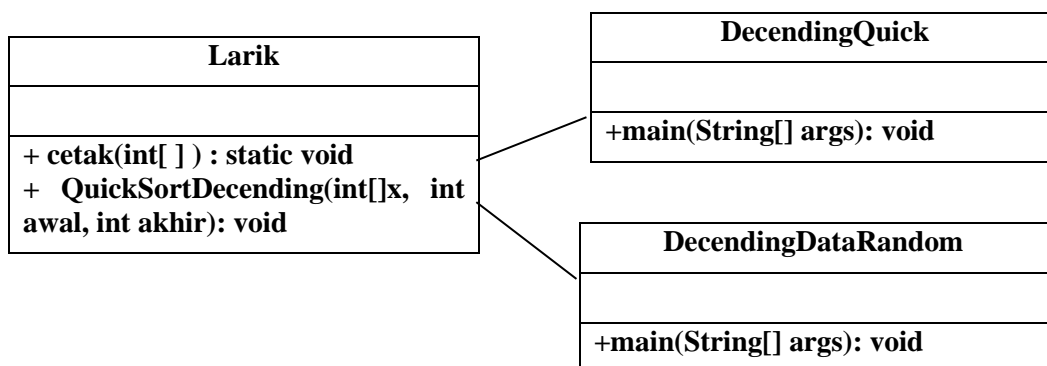 Larik
+ cetak(int[ ] ) : static void
+ QuickSortDecending(int[]x, int
awal, int akhir): void
DecendingQuick
+main(String[] args): void
DecendingDataRandom
+main(String[] args): void